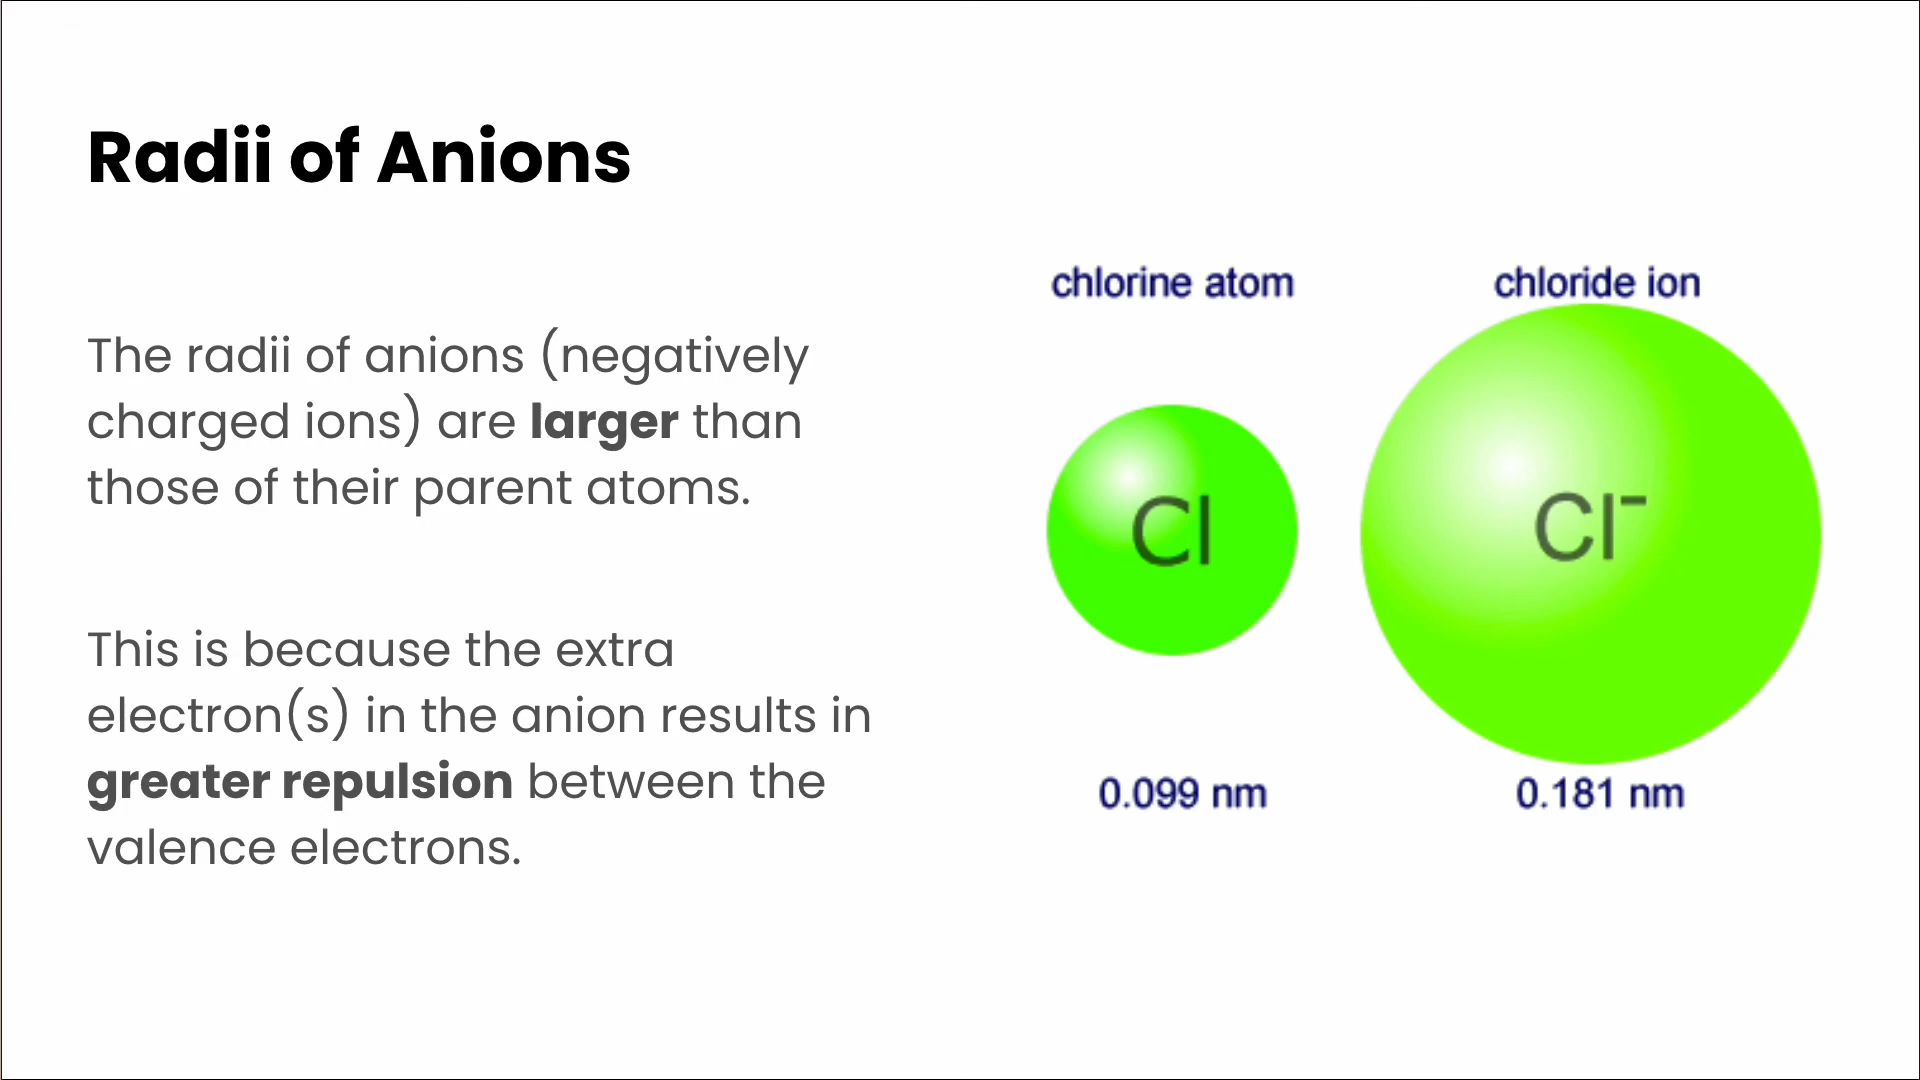 Radii of Anions
The radii of anions (negatively
charged ions) are larger than
those of their parent atoms.
This is because the extra
electron(s) in the anion results in
greater repulsion between the
valence electrons.
chlorine atom
chloride ion
Cl
Cl⁻
0.099 nm
0.181 nm